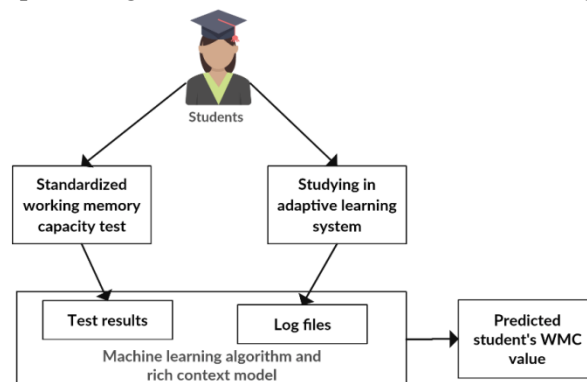 Students
Standardized
working memory
capacity test
Studying in
adaptive learning
system
Test results
Log files
Machine learning algorithm and
rich context model
Predicted
student's WMC
value